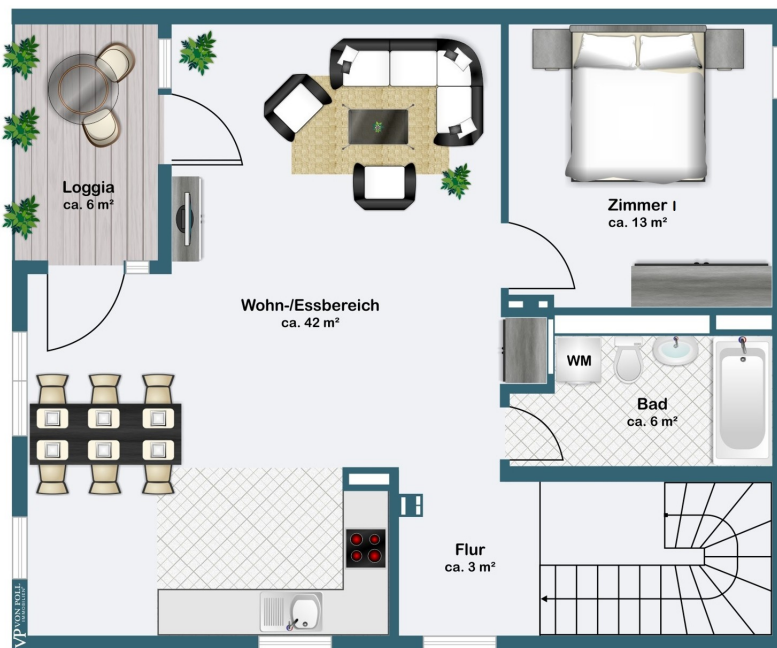 Loggia
ca. 6 m²
Zimmer I
ca. 13 m²
Wohn-/Essbereich
ca. 42 m²
WM
Bad
ca. 6 m²
Flur
ca. 3 m²
VP VON POLL
IMMOBILIEN